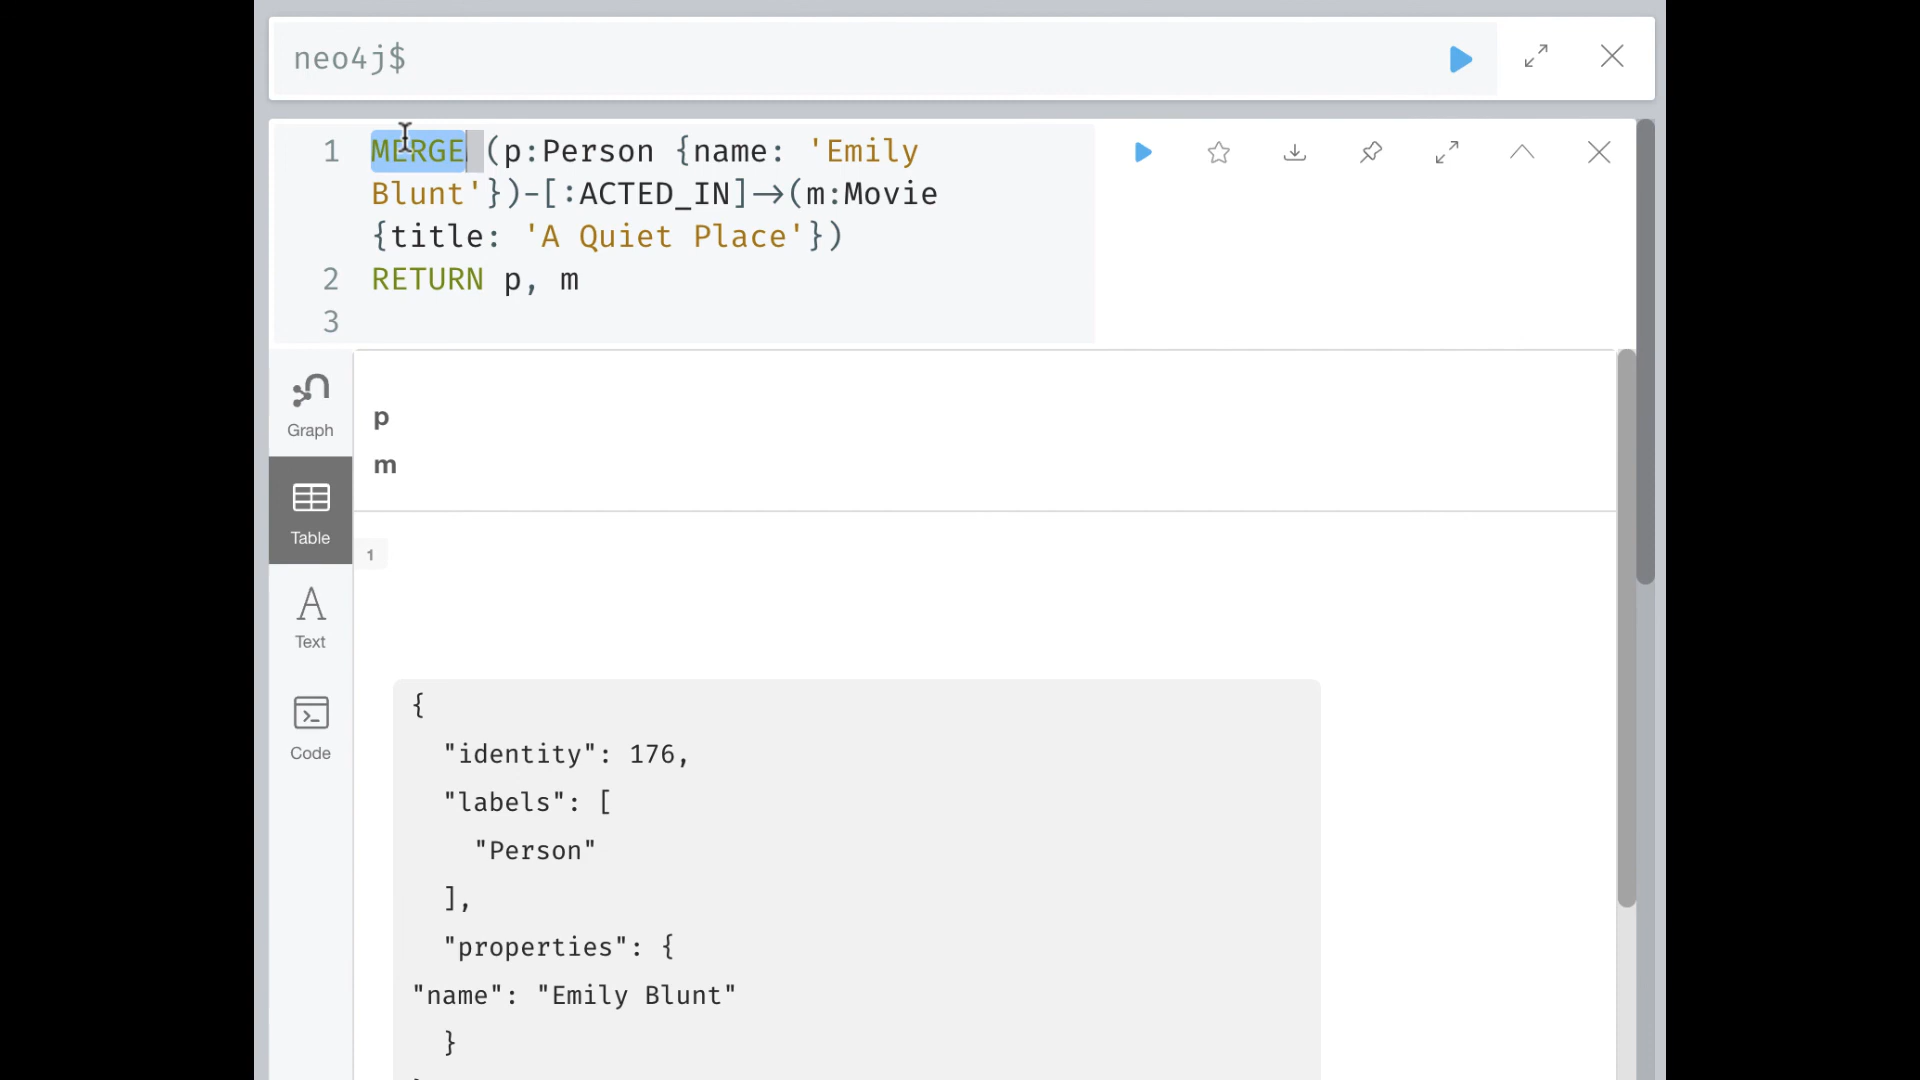 neo4j$
1 MERGE (p:Person {name: 'Emily
Blunt'})-[:ACTED_IN]->(m:Movie
{title: 'A Quiet Place'})
2 RETURN p, m
3
Graph
p
m
Table
1
Text
Code
{
"identity": 176,
"labels": [
"Person"
],
"properties": {
"name": "Emily Blunt"
}